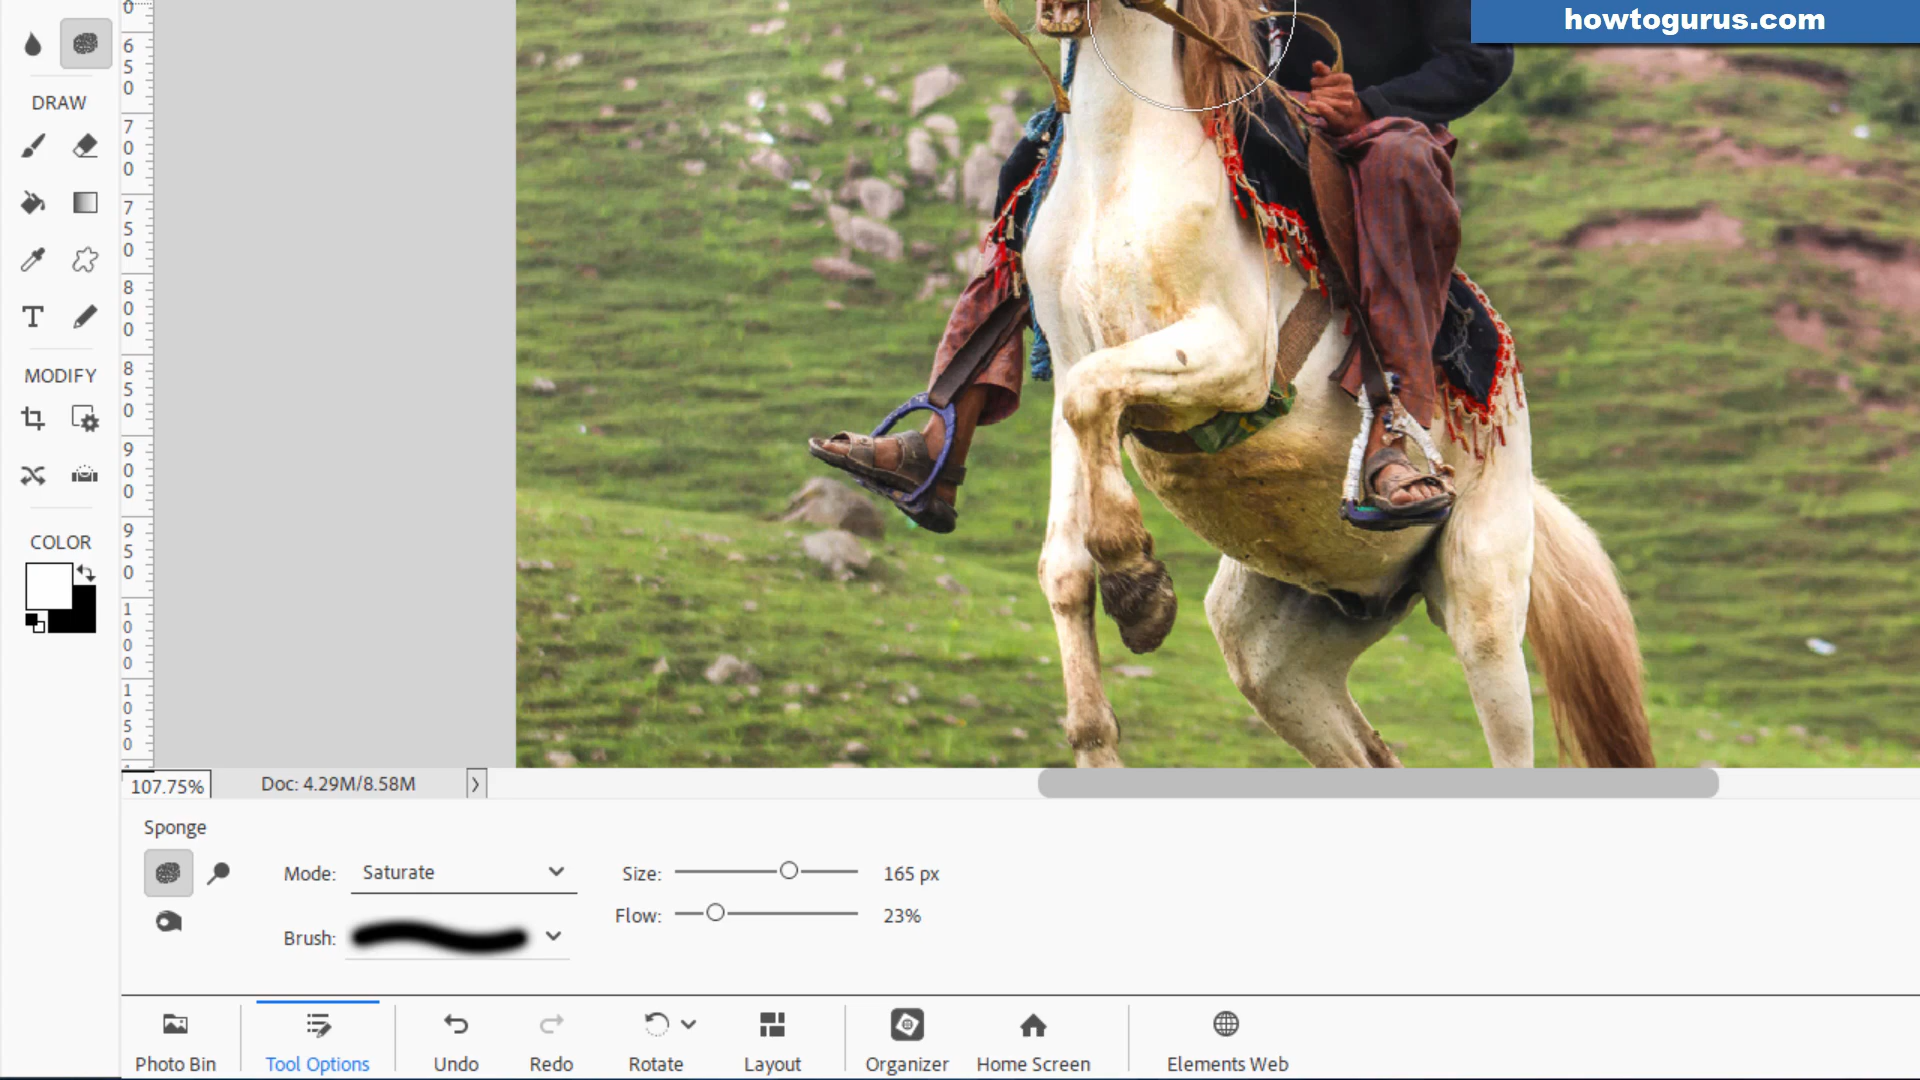 howtogurus.com
0
650
700
750
800
850
900
950
1000
1050
DRAW
MODIFY
COLOR
107.75%
Doc: 4.29M/8.58M
Sponge
Mode: Saturate
Size: 165 px
Flow: 23%
Brush:
Photo Bin
Tool Options
Undo
Redo
Rotate
Layout
Organizer
Home Screen
Elements Web